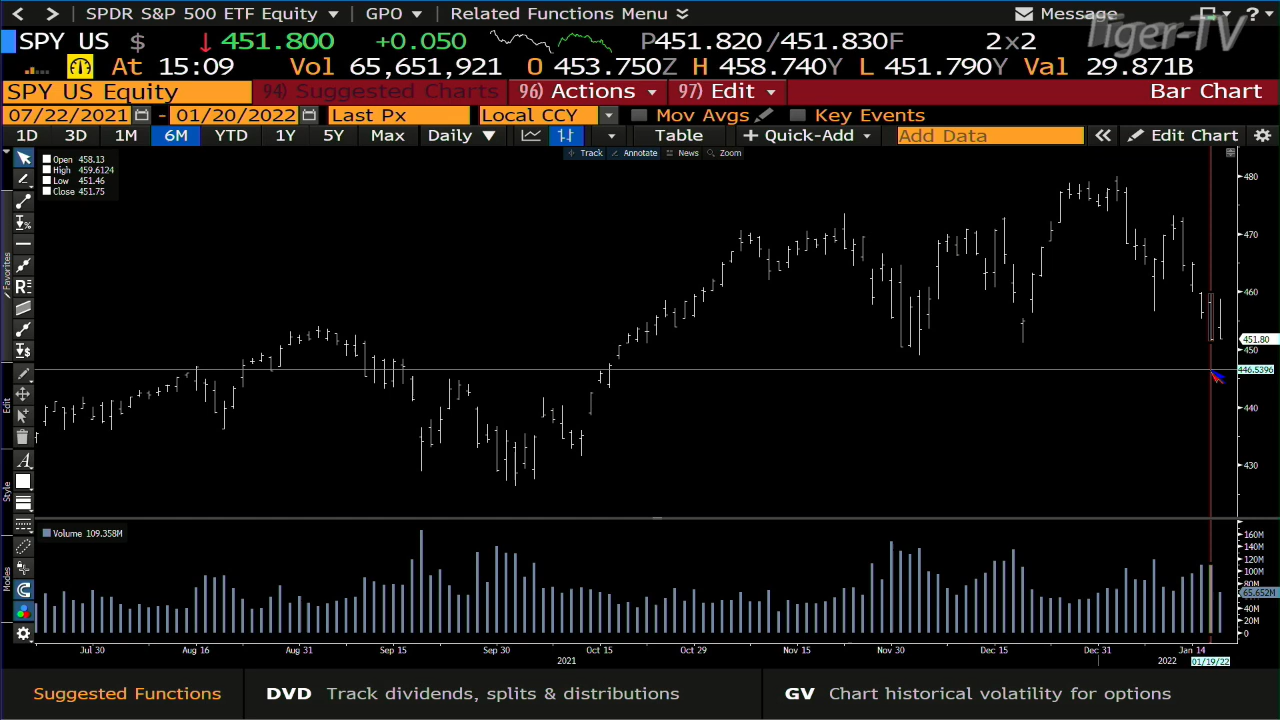 < > SPDR S&P 500 ETF Equity GPO Related Functions Menu Message ?
Tiger-TV
SPY US $ ↓ 451.800 +0.050 P451.820/451.830F 2x2
At 15:09 Vol 65,651,921 O 453.750Z H 458.740Y L 451.790Y Val 29.871B
SPY US Equity 94) Suggested Charts 96) Actions 97) Edit Bar Chart
07/22/2021 - 01/20/2022 Last Px Local CCY Mov Avgs Key Events
1D 3D 1M 6M YTD 1Y 5Y Max Daily ▼ Table + Quick-Add Add Data « Edit Chart
Track Annotate News Zoom
Open 458.13
High 459.6124
Low 451.46
Close 451.75
480
470
460
451.80
450
446.5396
440
430
Favorites
Edit
Style
Modes
Volume 109.358M
160M
140M
120M
100M
80M
65.652M
40M
20M
0
Jul 30 Aug 16 Aug 31 Sep 15 Sep 30 Oct 15 Oct 29 Nov 15 Nov 30 Dec 15 Dec 31 Jan 14
2021 2022 01/19/22
Suggested Functions DVD Track dividends, splits & distributions GV Chart historical volatility for options